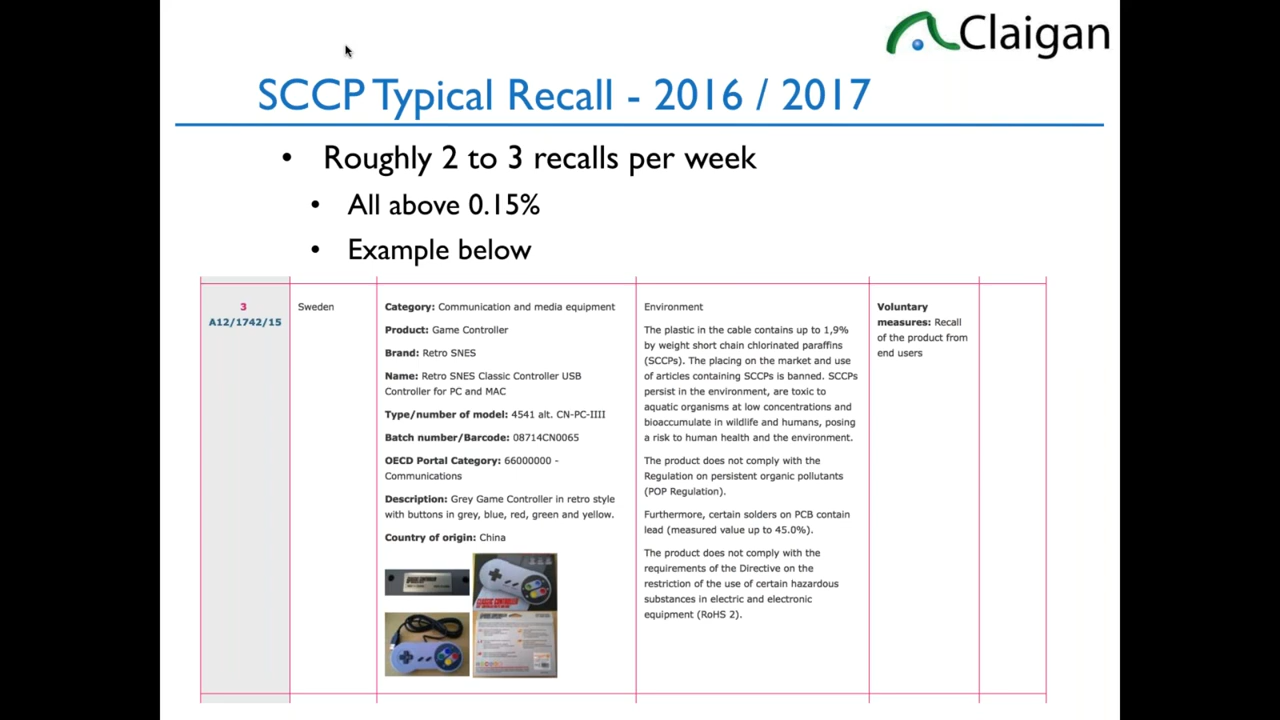 Claigan
SCCP Typical Recall - 2016 / 2017
• Roughly 2 to 3 recalls per week
• All above 0.15%
• Example below
3
A12/1742/15
Sweden
Category: Communication and media equipment
Product: Game Controller
Brand: Retro SNES
Name: Retro SNES Classic Controller USB
Controller for PC and MAC
Type/number of model: 4541 alt. CN-PC-IIII
Batch number/Barcode: 08714CN0065
OECD Portal Category: 66000000 -
Communications
Description: Grey Game Controller in retro style
with buttons in grey, blue, red, green and yellow.
Country of origin: China
Environment
The plastic in the cable contains up to 1,9%
by weight short chain chlorinated paraffins
(SCCPs). The placing on the market and use
of articles containing SCCPs is banned. SCCPs
persist in the environment, are toxic to
aquatic organisms at low concentrations and
bioaccumulate in wildlife and humans, posing
a risk to human health and the environment.
The product does not comply with the
Regulation on persistent organic pollutants
(POP Regulation).
Furthermore, certain solders on PCB contain
lead (measured value up to 45.0%).
The product does not comply with the
requirements of the Directive on the
restriction of the use of certain hazardous
substances in electric and electronic
equipment (RoHS 2).
Voluntary
measures: Recall
of the product from
end users